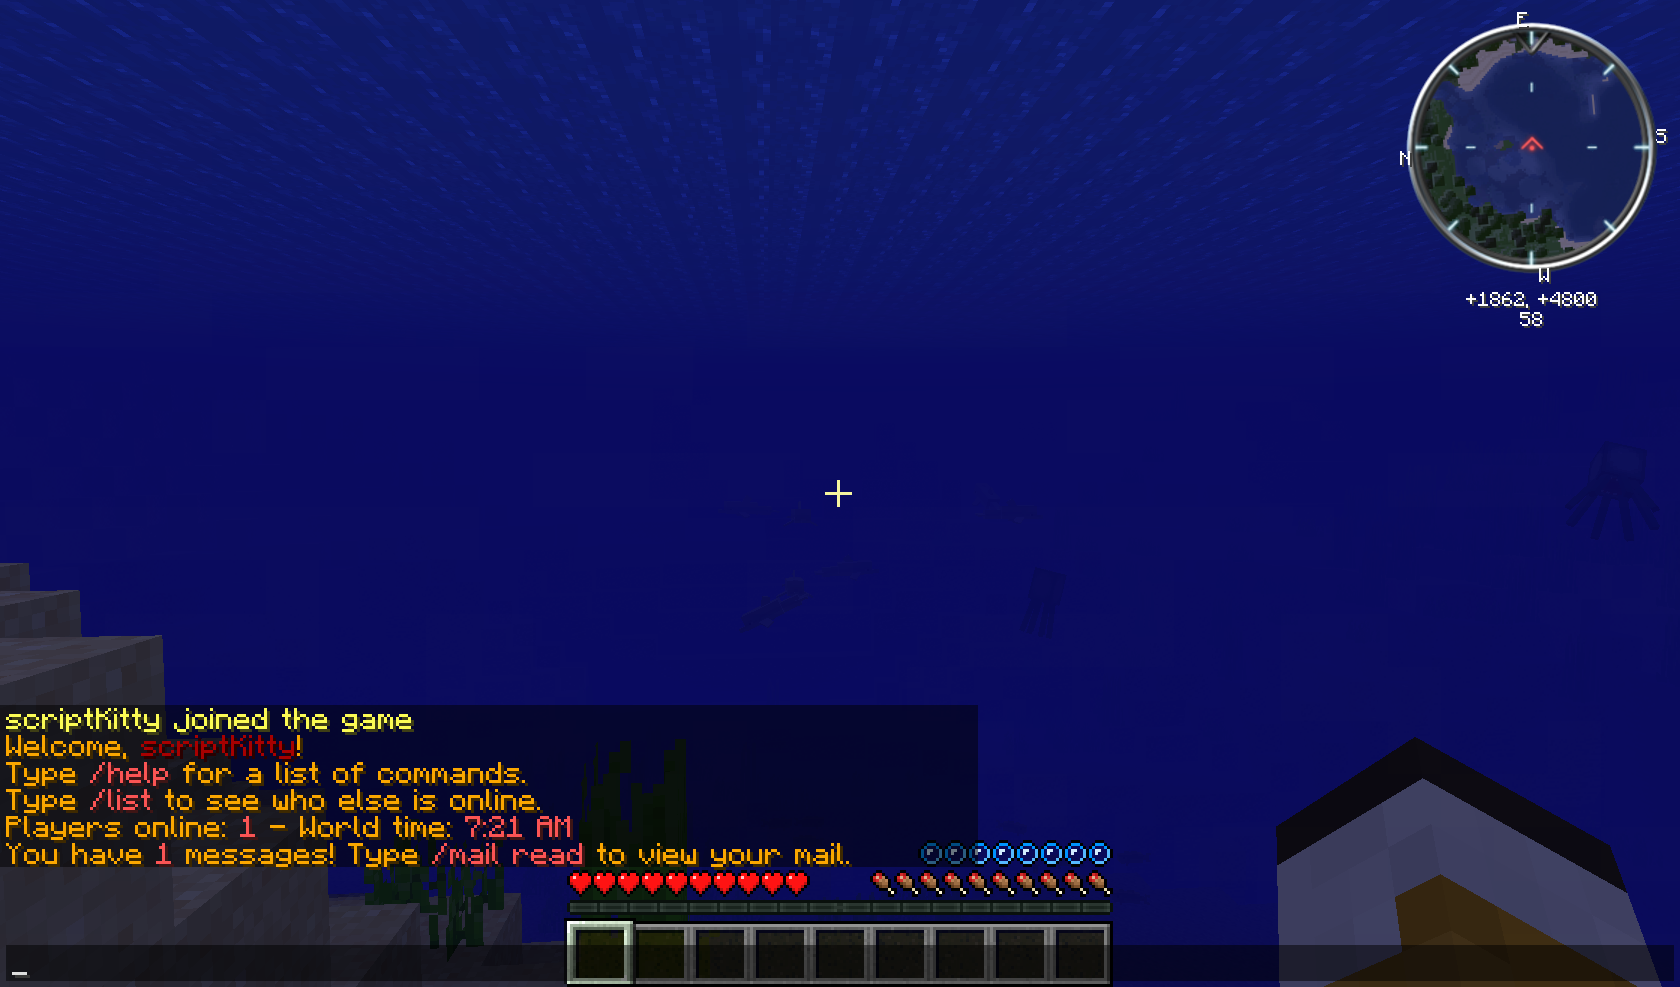 E
S
N
W
+1862, +4800
58
scriptKitty joined the game
Welcome, scriptKitty!
Type /help for a list of commands.
Type /list to see who else is online.
Players online: 1 - World time: 7:21 AM
You have 1 messages! Type /mail read to view your mail.
_